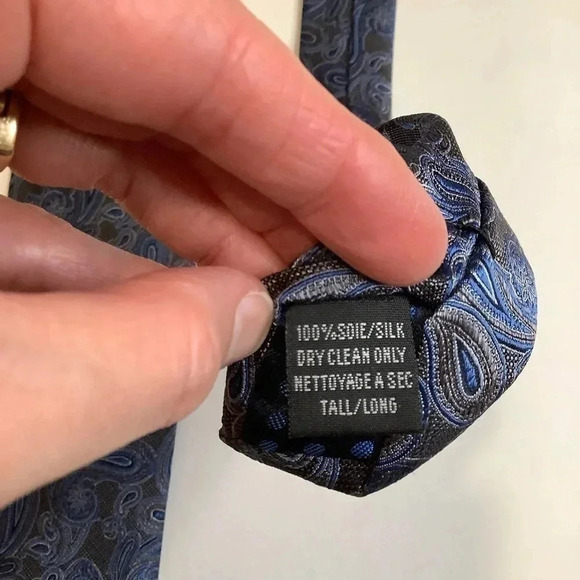 100%SOIE/SILK
DRY CLEAN ONLY
NETTOYAGE A SEC
TALL/LONG